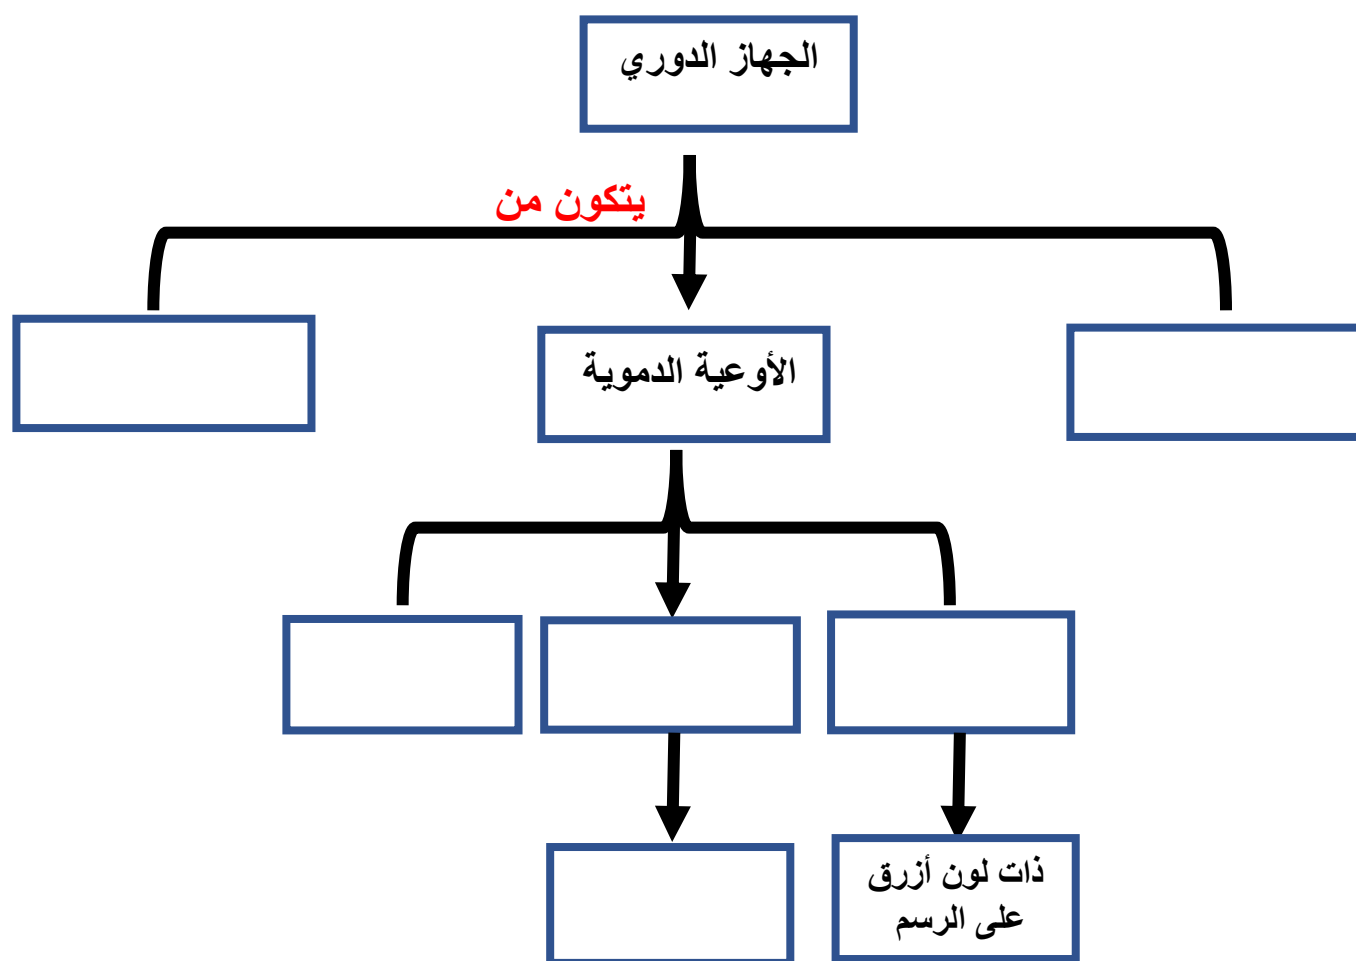 الجهاز الدوري
يتكون من
الأوعية الدموية
ذات لون أزرق
على الرسم